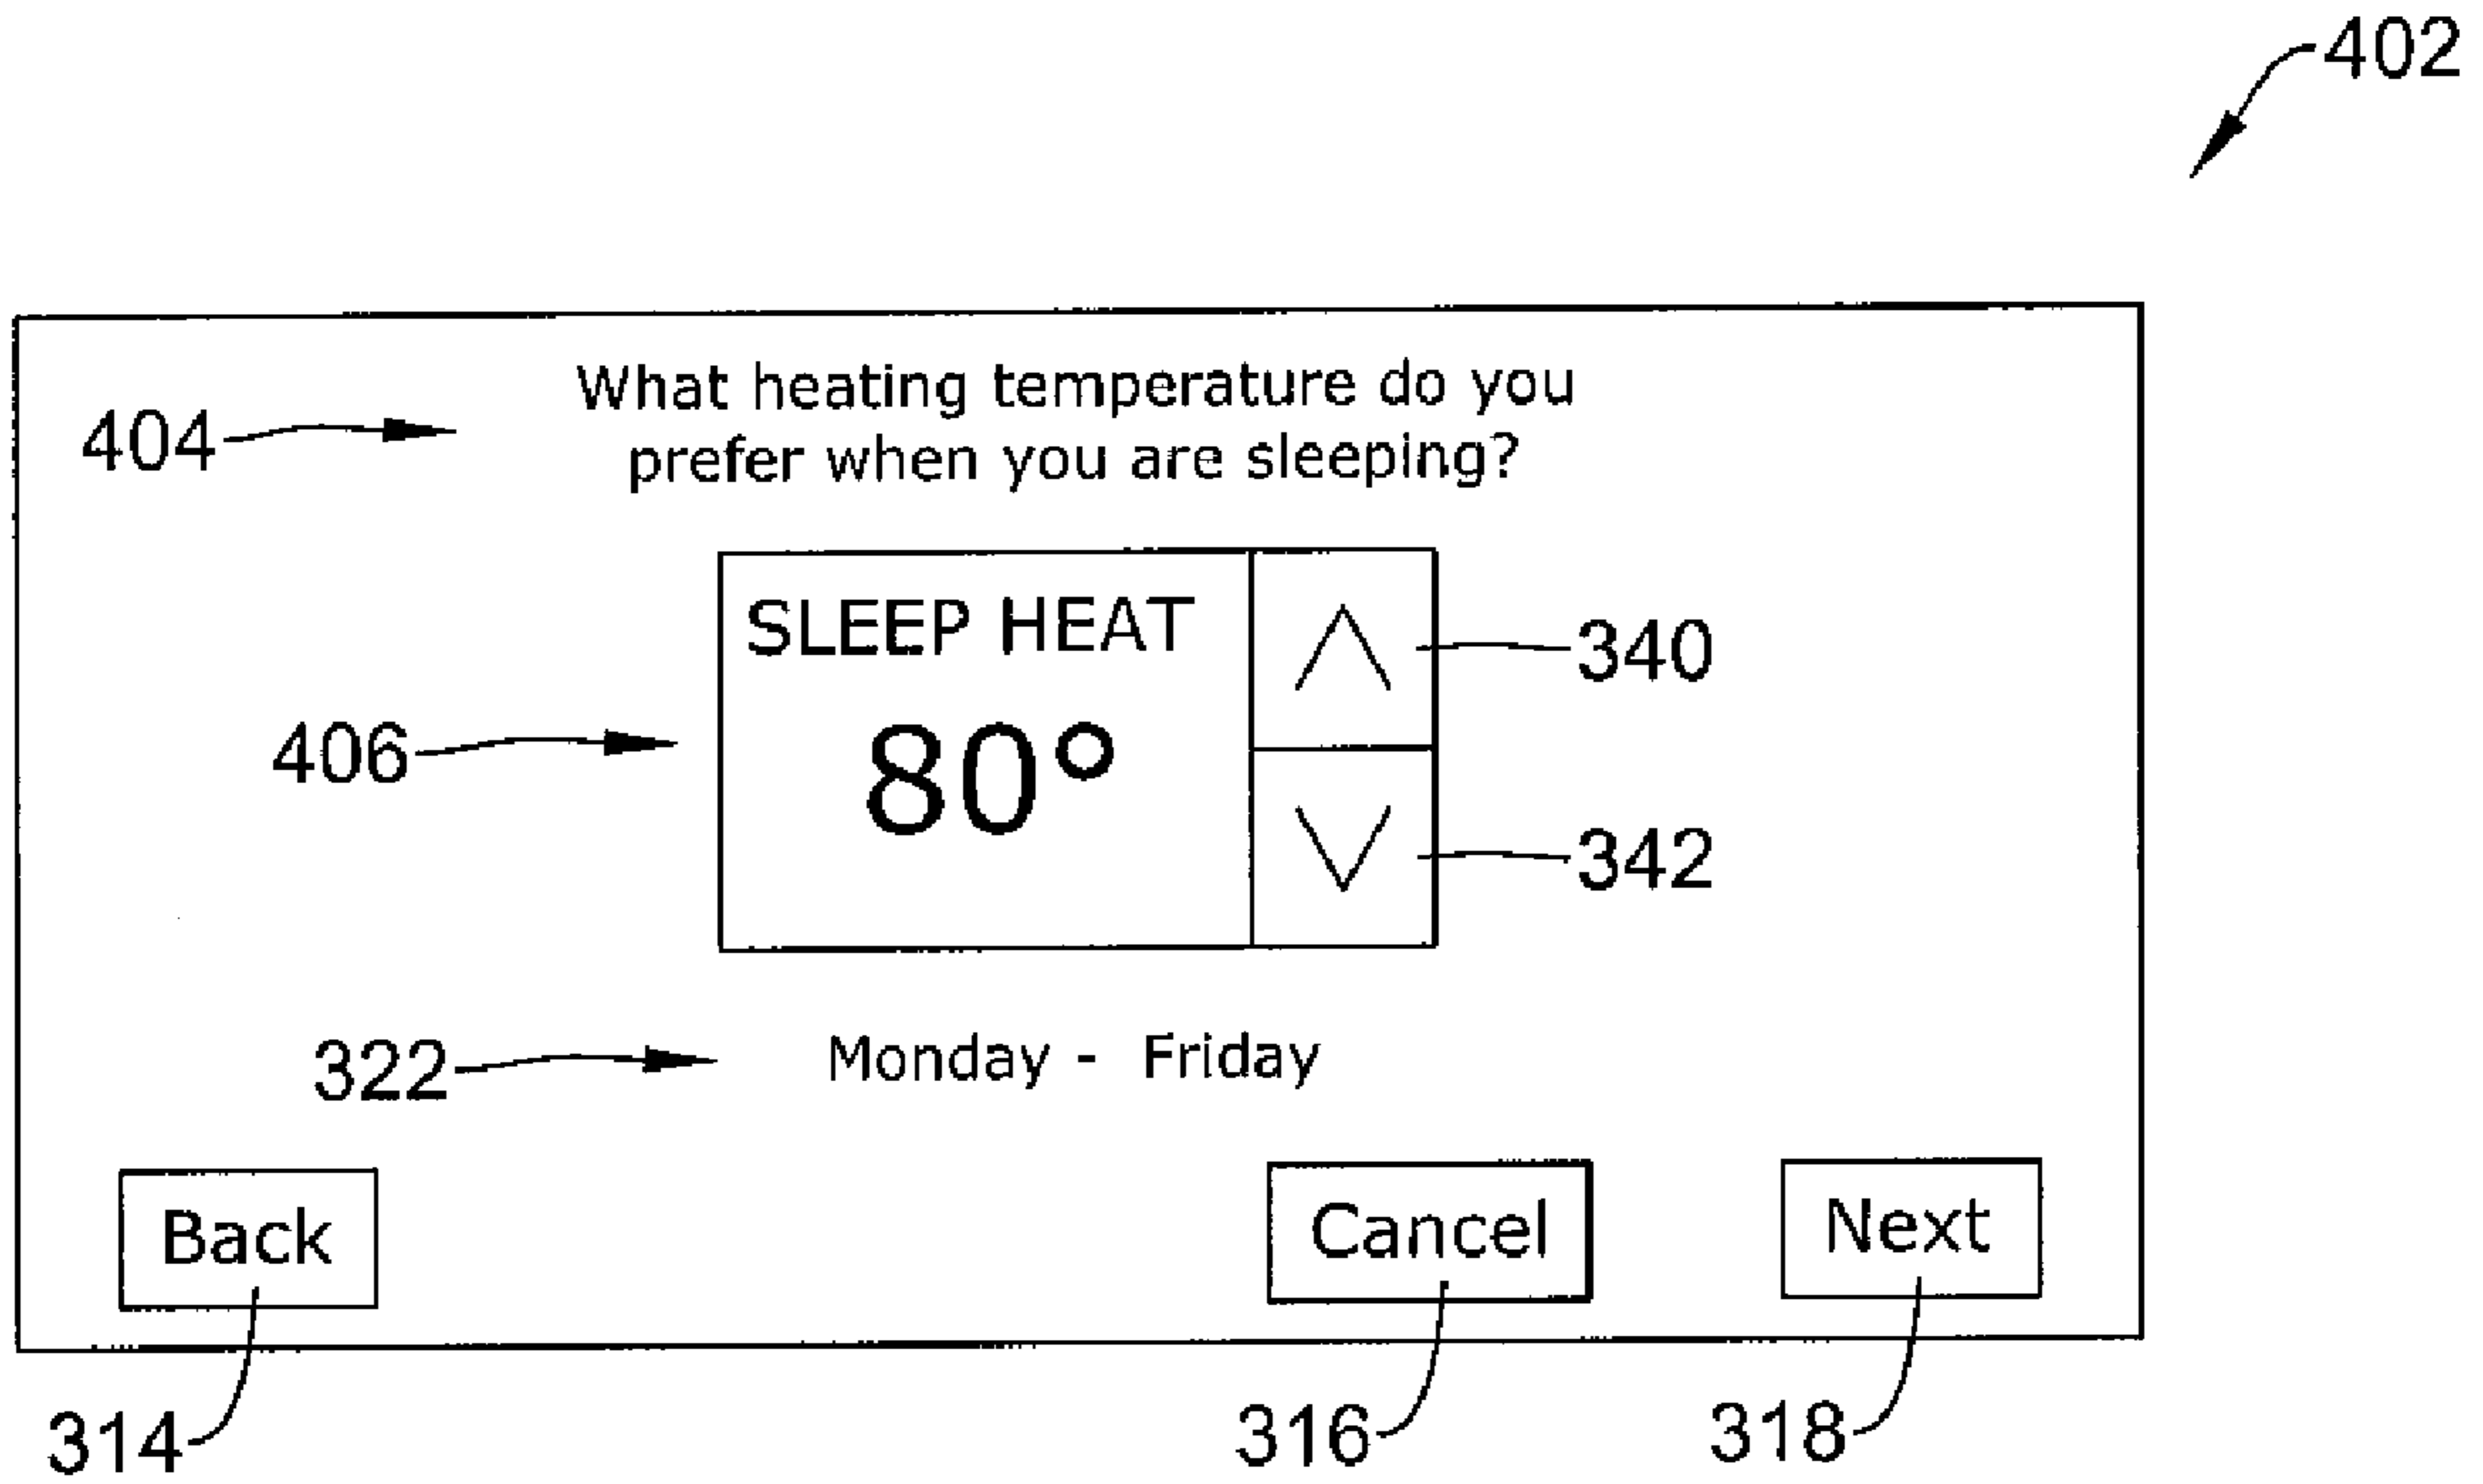 402
What heating temperature do you
404
prefer when you are sleeping?
SLEEP HEAT
340
406
80°
342
322
Monday - Friday
Back
Cancel
Next
314
316
318